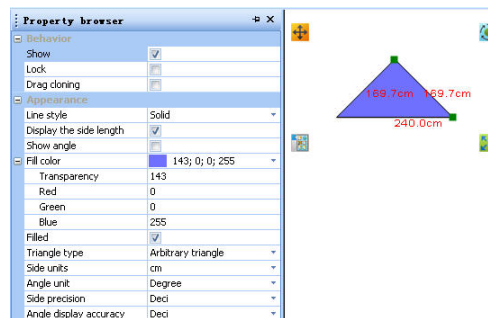 Property browser
Behavior
Show
Lock
Drag cloning
Appearance
Line style Solid
Display the side length
Show angle
Fill color 143; 0; 0; 255
Transparency 143
Red 0
Green 0
Blue 255
Filled
Triangle type Arbitrary triangle
Side units cm
Angle unit Degree
Side precision Deci
Angle display accuracy Deci
169.7cm 169.7cm
240.0cm